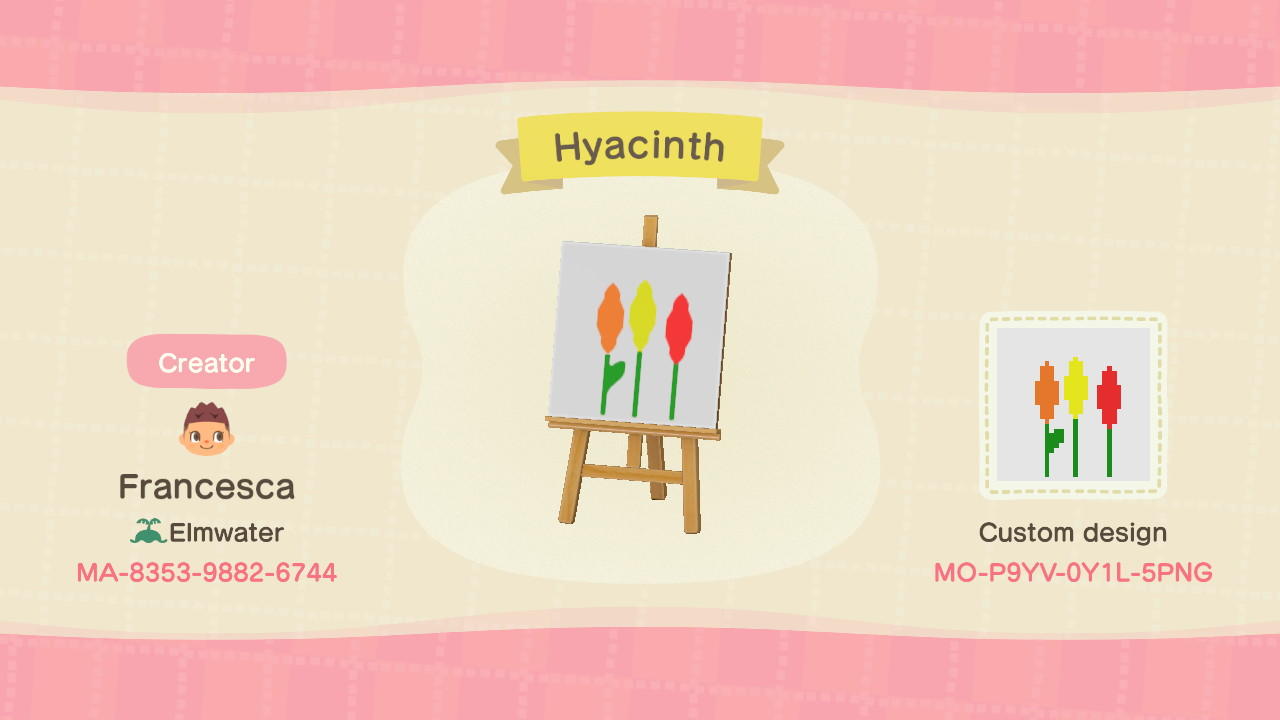 Hyacinth
Creator
Francesca
Elmwater
MA-8353-9882-6744
Custom design
MO-P9YV-0Y1L-5PNG